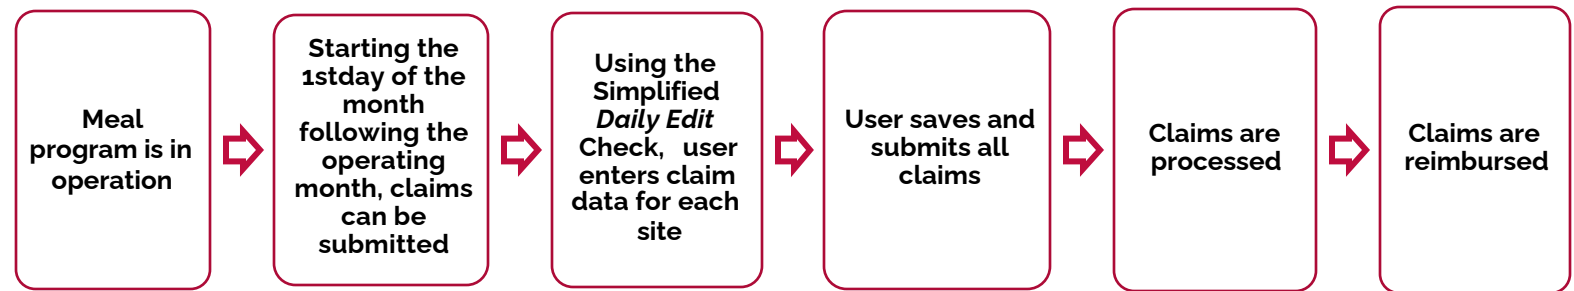 Meal
program is in
operation
Starting the
1stday of the
month
following the
operating
month, claims
can be
submitted
Using the
Simplified
Daily Edit
Check, user
enters claim
data for each
site
User saves and
submits all
claims
Claims are
processed
Claims are
reimbursed